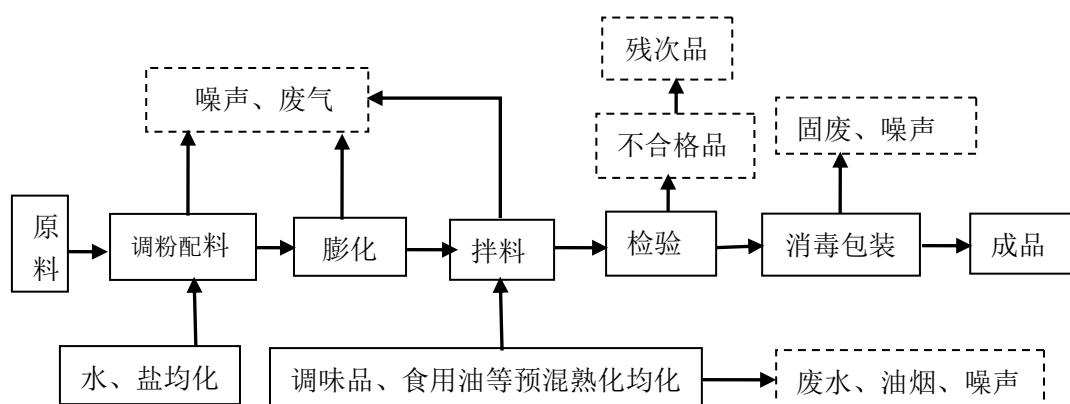 残次品
噪声、废气
不合格品
固废、噪声
原
料
调粉配料
膨化
拌料
检验
消毒包装
成品
水、盐均化
调味品、食用油等预混熟化均化
废水、油烟、噪声